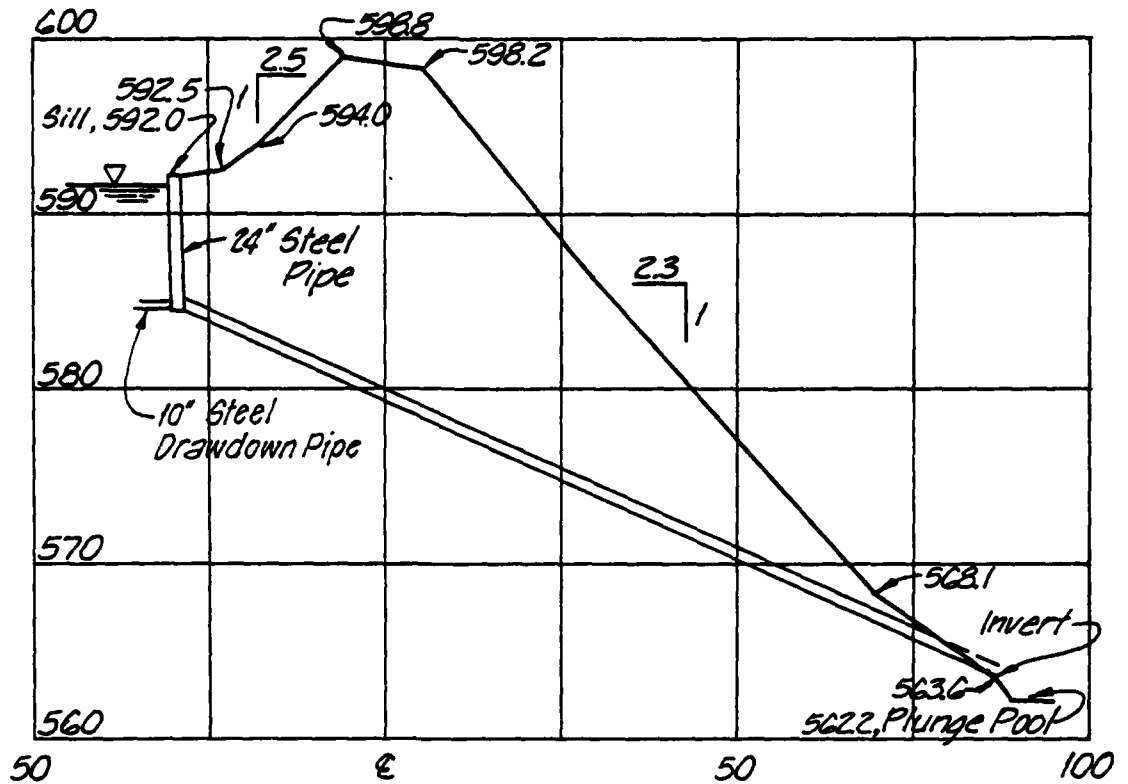 600
598.8
2.5
598.2
592.5
1
Sill, 592.0
594.0
590
24" Steel
Pipe
2.3
1
580
10" Steel
Drawdown Pipe
570
568.1
Invert
563.6
562.2, Plunge Pool
560
50
℄
50
100